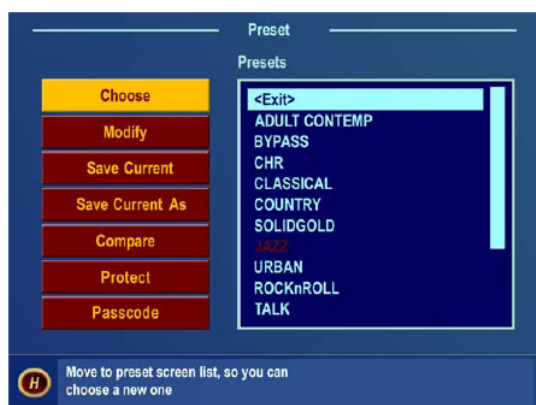 Preset
Presets
Choose
Modify
Save Current
Save Current As
Compare
Protect
Passcode
<Exit>
ADULT CONTEMP
BYPASS
CHR
CLASSICAL
COUNTRY
SOLIDGOLD
JAZZ
URBAN
ROCKnROLL
TALK
H
Move to preset screen list, so you can
choose a new one